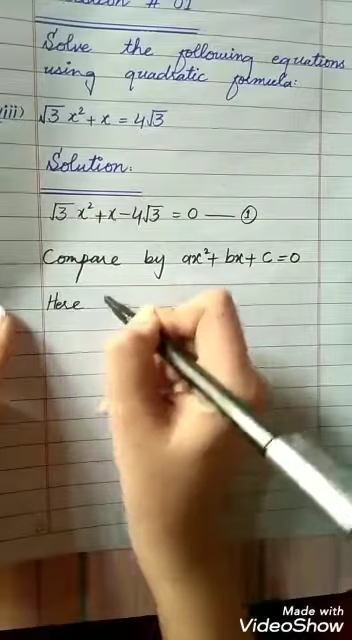 # 01
Solve the following equations
using quadratic formula:
(iii) √3 x² + x = 4√3
Solution:
√3 x² + x - 4√3 = 0 — ①
Compare by ax² + bx + c = 0
Here
Made with
VideoShow